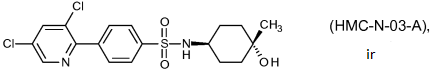 Cl
Cl
N
O
S
O
N
H
CH3
OH
(HMC-N-03-A),
ir